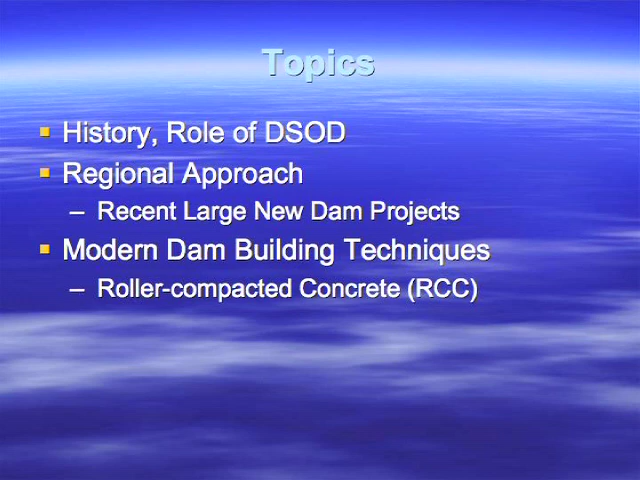 Topics
▪ History, Role of DSOD
▪ Regional Approach
– Recent Large New Dam Projects
▪ Modern Dam Building Techniques
– Roller-compacted Concrete (RCC)